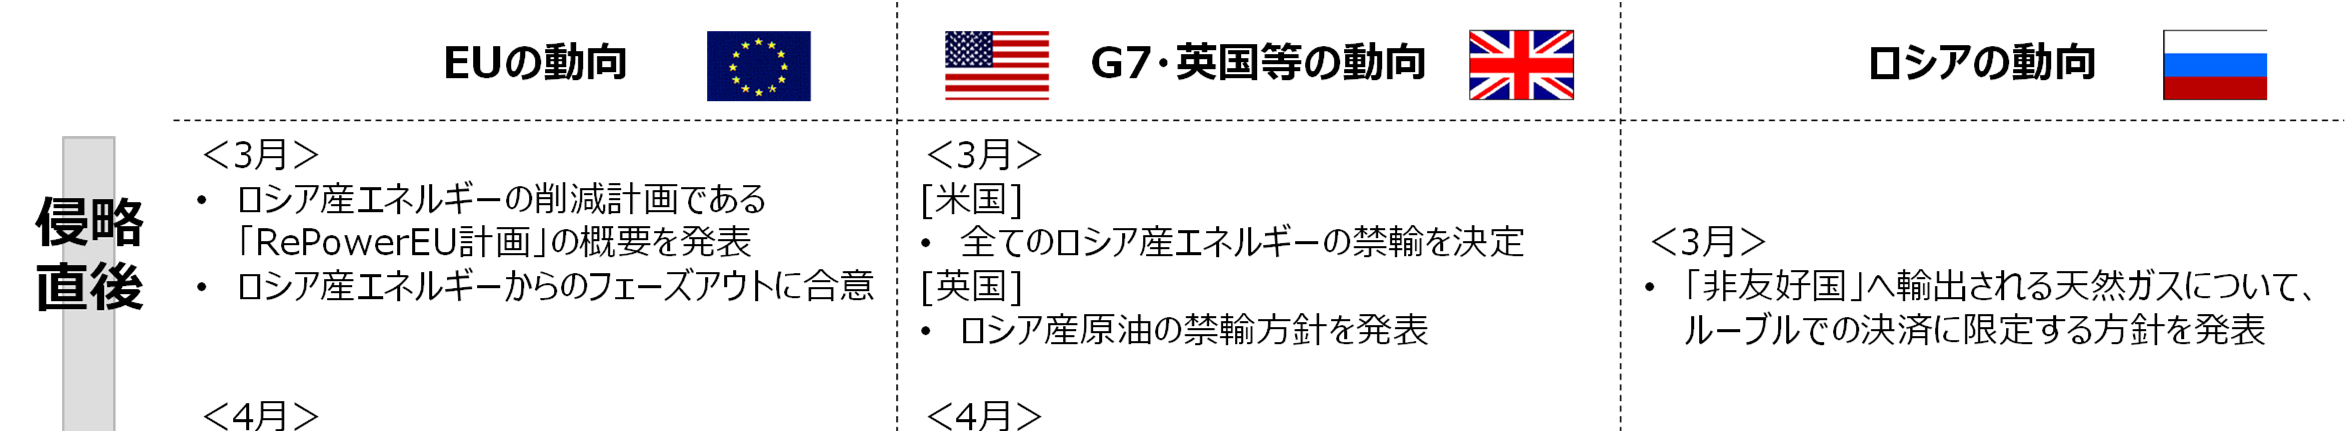 EUの動向
G7・英国等の動向
ロシアの動向
侵略
直後
＜3月＞
• ロシア産エネルギーの削減計画である
「RePowerEU計画」の概要を発表
• ロシア産エネルギーからのフェーズアウトに合意
＜4月＞
＜3月＞
[米国]
• 全てのロシア産エネルギーの禁輸を決定
[英国]
• ロシア産原油の禁輸方針を発表
＜4月＞
＜3月＞
• 「非友好国」へ輸出される天然ガスについて、
ルーブルでの決済に限定する方針を発表